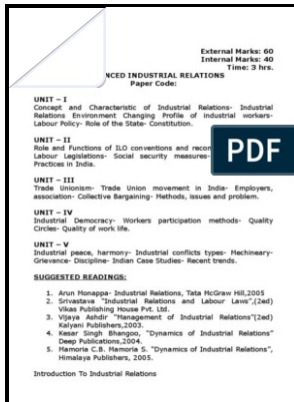 External Marks: 60
Internal Marks: 40
Time: 3 hrs.
NCED INDUSTRIAL RELATIONS
Paper Code:
UNIT – I
Concept and Characteristic of Industrial Relations- Industrial
Relations Environment Changing Profile of industrial workers-
Labour Policy- Role of the State- Constitution.
UNIT – II
Role and Functions of ILO conventions and
Labour Legislations- Social security measures-
Practices in India.
PDF
UNIT – III
Trade Unionism- Trade Union movement in India- Employers,
association- Collective Bargaining- Methods, issues and problem.
UNIT – IV
Industrial Democracy- Workers participation methods- Quality
Circles- Quality of work life.
UNIT – V
Industrial peace, harmony- Industrial conflicts types- Mechineary-
Grievance- Discipline- Indian Case Studies- Recent trends.
SUGGESTED READINGS:
1. Arun Monappa- Industrial Relations, Tata McGraw Hill,2005
2. Srivastava "Industrial Relations and Labour Laws",(2ed)
Vikas Publishing House Pvt. Ltd.
3. Vijaya Ashdir "Management of Industrial Relations"(2ed)
Kalyani Publishers,2003.
4. Kesar Singh Bhangoo, "Dynamics of Industrial Relations"
Deep Publications,2004.
5. Mamoria C.B. Mamoria S. "Dynamics of Industrial Relations",
Himalaya Publishers, 2005.
Introduction To Industrial Relations